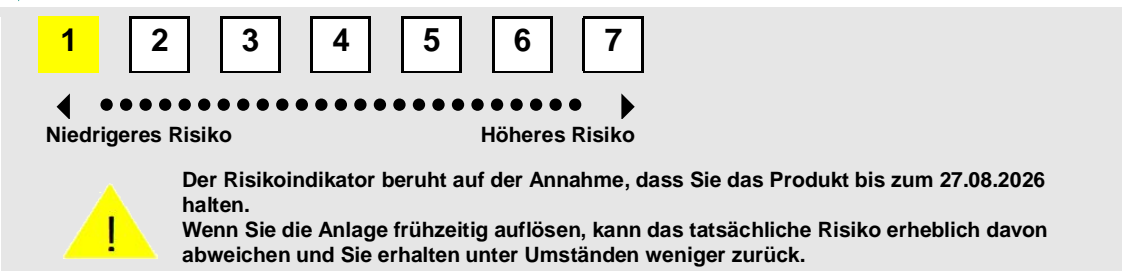 1 2 3 4 5 6 7
Niedrigeres Risiko Höheres Risiko
Der Risikoindikator beruht auf der Annahme, dass Sie das Produkt bis zum 27.08.2026
halten.
Wenn Sie die Anlage frühzeitig auflösen, kann das tatsächliche Risiko erheblich davon
abweichen und Sie erhalten unter Umständen weniger zurück.
!